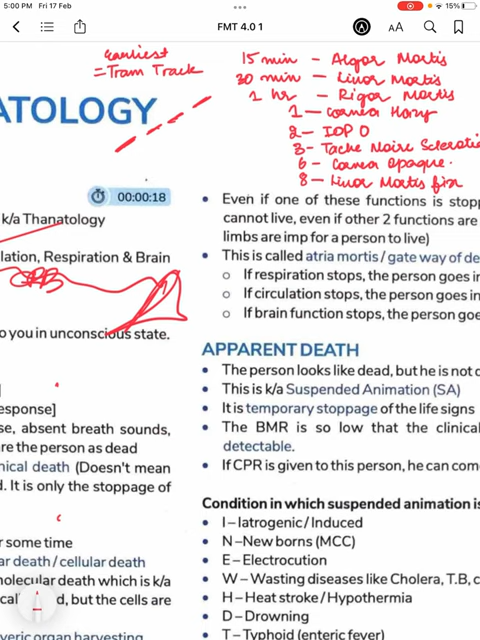 5:00 PM Fri 17 Feb
15%
FMT 4.0 1
AA
earliest
= Tram Track
15 min - Algor Mortis
30 min - Livor Mortis
1 hr - Rigor Mortis
1 - Cornea Hazy
2 - IOP 0
3 - Tache Noire Sclerotic
6 - Cornea opaque.
8 - Livor Mortis fix
ATOLOGY
00:00:18
k/a Thanatology
lation, Respiration & Brain
o you in unconscious state.
]
esponse]
se, absent breath sounds,
re the person as dead
nical death (Doesn't mean
d. It is only the stoppage of
r some time
ar death / cellular death
nolecular death which is k/a
d, but the cells are
veric organ harvesting
• Even if one of these functions is stopp
cannot live, even if other 2 functions are
limbs are imp for a person to live)
• This is called atria mortis / gate way of de
o If respiration stops, the person goes in
o If circulation stops, the person goes in
o If brain function stops, the person goe
APPARENT DEATH
• The person looks like dead, but he is not d
• This is k/a Suspended Animation (SA)
• It is temporary stoppage of the life signs
• The BMR is so low that the clinical
detectable.
• If CPR is given to this person, he can com
Condition in which suspended animation is
• I – Iatrogenic / Induced
• N – New borns (MCC)
• E – Electrocution
• W – Wasting diseases like Cholera, T.B, c
• H – Heat stroke / Hypothermia
• D – Drowning
• T – Typhoid (enteric fever)